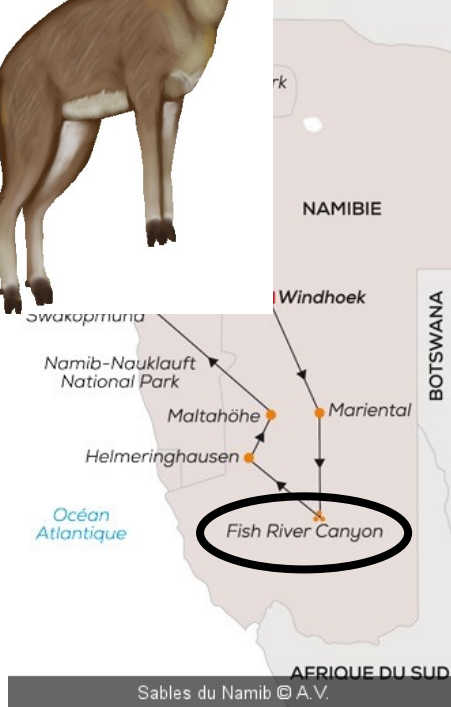 rk
NAMIBIE
Windhoek
BOTSWANA
Swakopmund
Namib-Nauklauft
National Park
Maltahöhe
Mariental
Helmeringhausen
Océan
Atlantique
Fish River Canyon
AFRIQUE DU SUD
Sables du Namib © A.V.